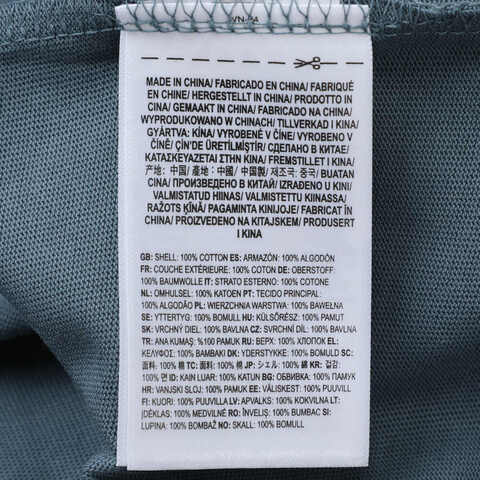 VN-94
MADE IN CHINA/ FABRICADO EN CHINA/ FABRIQUÉ
EN CHINE/ HERGESTELLT IN CHINA/ PRODOTTO IN
CINA/ GEMAAKT IN CHINA/ FABRICADO NA CHINA/
WYPRODUKOWANO W CHINACH/ TILLVERKAD I KINA/
GYÁRTVA: KÍNA/ VYROBENÉ V ČÍNE/ VYROBENO V
ČÍNĚ/ ÇİN'DE ÜRETİLMİŞTİR/ СДЕЛАНО В КИТАЕ/
ΚΑΤΑΣΚΕΥΑΖΕΤΑΙ ΣΤΗΝ ΚΙΝΑ/ FREMSTILLET I KINA/
产地: 中国/ 產地: 中國/ 中国製/ 제조국: 중국/ BUATAN
CINA/ ПРОИЗВЕДЕНО В КИТАЙ/ IZRAĐENO U KINI/
VALMISTATUD HIINAS/ VALMISTETTU KIINASSA/
RAŽOTS ĶĪNĀ/ PAGAMINTA KINIJOJE/ FABRICAT ÎN
CHINA/ PROIZVEDENO NA KITAJSKEM/ PRODUSERT
I KINA
GB: SHELL: 100% COTTON ES: ARMAZÓN: 100% ALGODÓN
FR: COUCHE EXTÉRIEURE: 100% COTON DE: OBERSTOFF:
100% BAUMWOLLE IT: STRATO ESTERNO: 100% COTONE
NL: OMHULSEL: 100% KATOEN PT: TECIDO PRINCIPAL:
100% ALGODÃO PL: WIERZCHNIA WARSTWA: 100% BAWEŁNA
SE: YTTERTYG: 100% BOMULL HU: KÜLSŐRÉSZ: 100% PAMUT
SK: VRCHNÝ DIEL: 100% BAVLNA CZ: SVRCHNÍ DÍL: 100% BAVLNA
TR: ANA KUMAŞ: %100 PAMUK RU: ВЕРХ: 100% ХЛОПОК EL:
ΚΕΛΥΦΟΣ: 100% ΒΑΜΒΑΚΙ DK: YDERSTYKKE: 100% BOMULD SC:
面料: 100% 棉 TC: 面料: 100% 棉 JP: シェル: 100% 綿 KR: 겉감:
100% 면 ID: KAIN LUAR: 100% KATUN BG: ОБВИВКА: 100% ПАМУК
HR: VANJSKI SLOJ: 100% PAMUK EE: VÄLISKIHT: 100% PUUVILL
FI: KUORI: 100% PUUVILLA LV: APVALKS: 100% KOKVILNA LT:
IŠORINIS SLUOKSNIS: 100% MEDVILNĖ RO: ÎNVELIȘ: 100% BUMBAC SI:
LUPINA: 100% BOMBAŽ NO: SKALL: 100% BOMULL